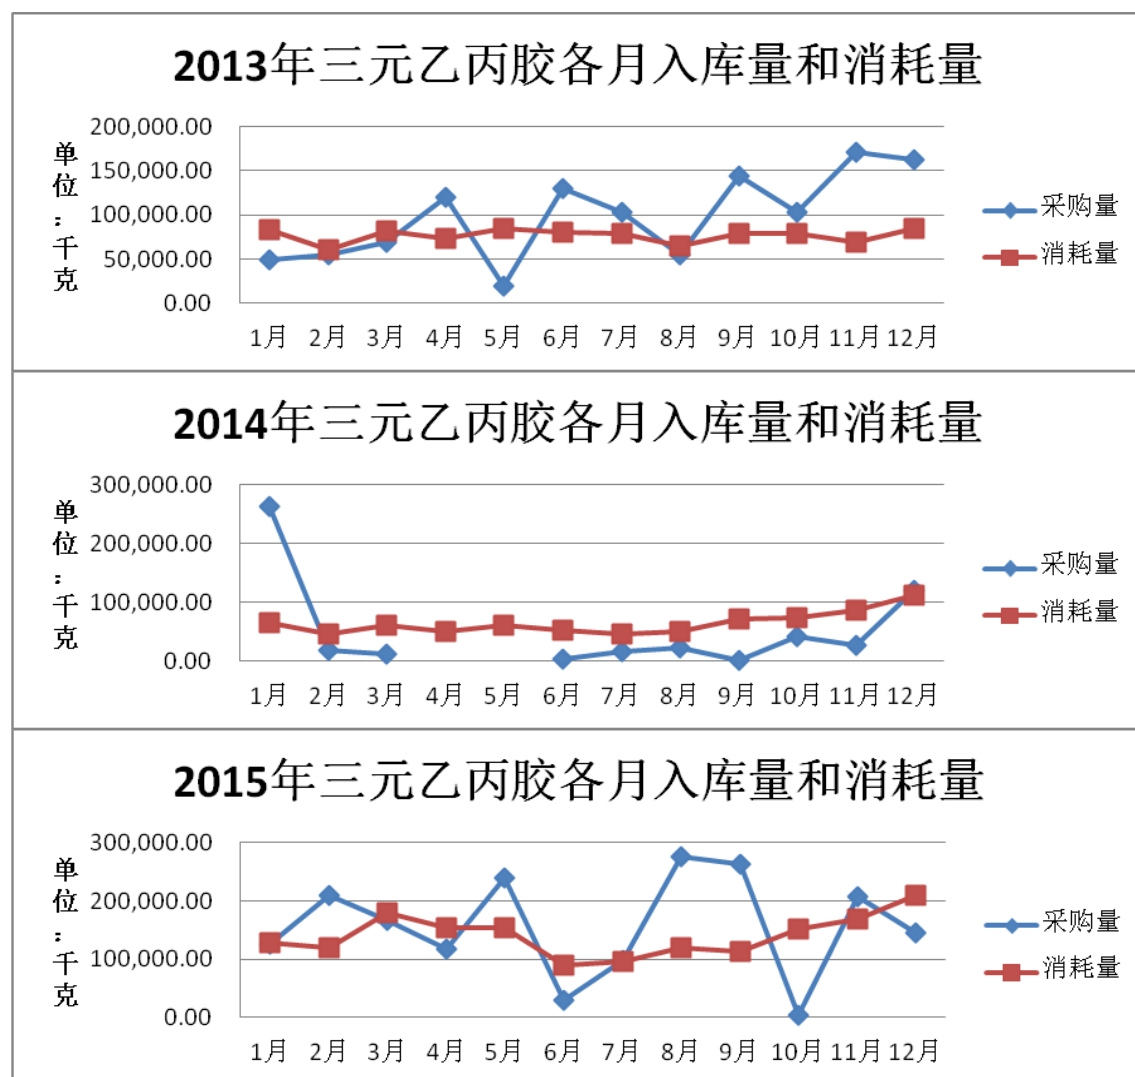 2013年三元乙丙胶各月入库量和消耗量
单位:千克
200,000.00
150,000.00
100,000.00
50,000.00
0.00
1月 2月 3月 4月 5月 6月 7月 8月 9月 10月 11月 12月
采购量
消耗量
2014年三元乙丙胶各月入库量和消耗量
单位:千克
300,000.00
200,000.00
100,000.00
0.00
1月 2月 3月 4月 5月 6月 7月 8月 9月 10月 11月 12月
采购量
消耗量
2015年三元乙丙胶各月入库量和消耗量
单位:千克
300,000.00
200,000.00
100,000.00
0.00
1月 2月 3月 4月 5月 6月 7月 8月 9月 10月 11月 12月
采购量
消耗量